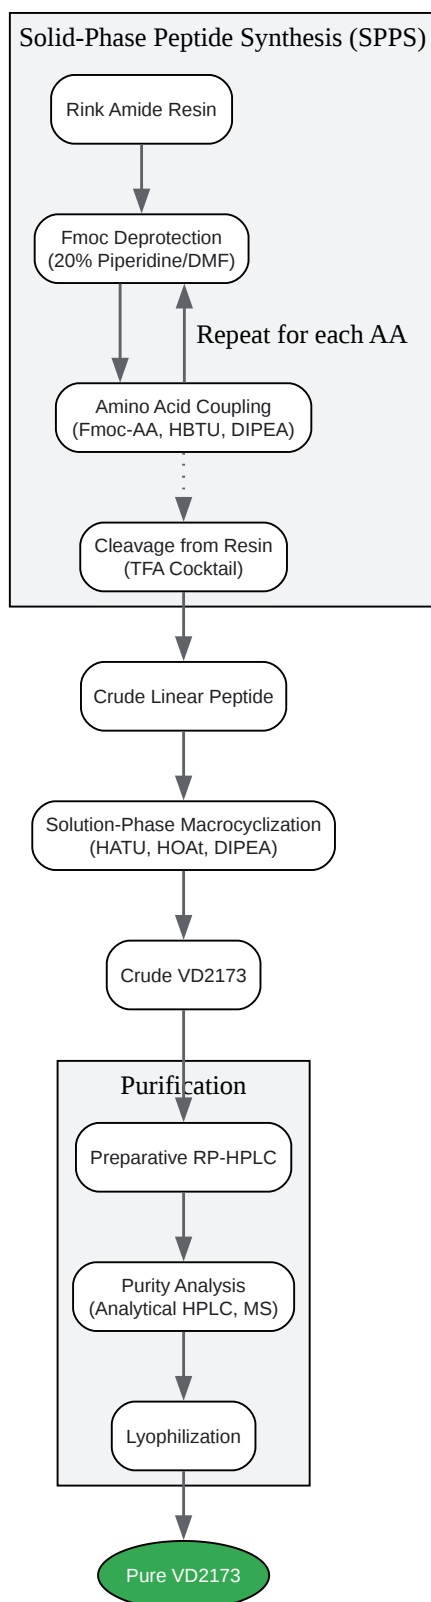 Solid-Phase Peptide Synthesis (SPPS)
Rink Amide Resin
Fmoc Deprotection
(20% Piperidine/DMF)
Repeat for each AA
Amino Acid Coupling
(Fmoc-AA, HBTU, DIPEA)
Cleavage from Resin
(TFA Cocktail)
Crude Linear Peptide
Solution-Phase Macrocyclization
(HATU, HOAt, DIPEA)
Crude VD2173
Purification
Preparative RP-HPLC
Purity Analysis
(Analytical HPLC, MS)
Lyophilization
Pure VD2173